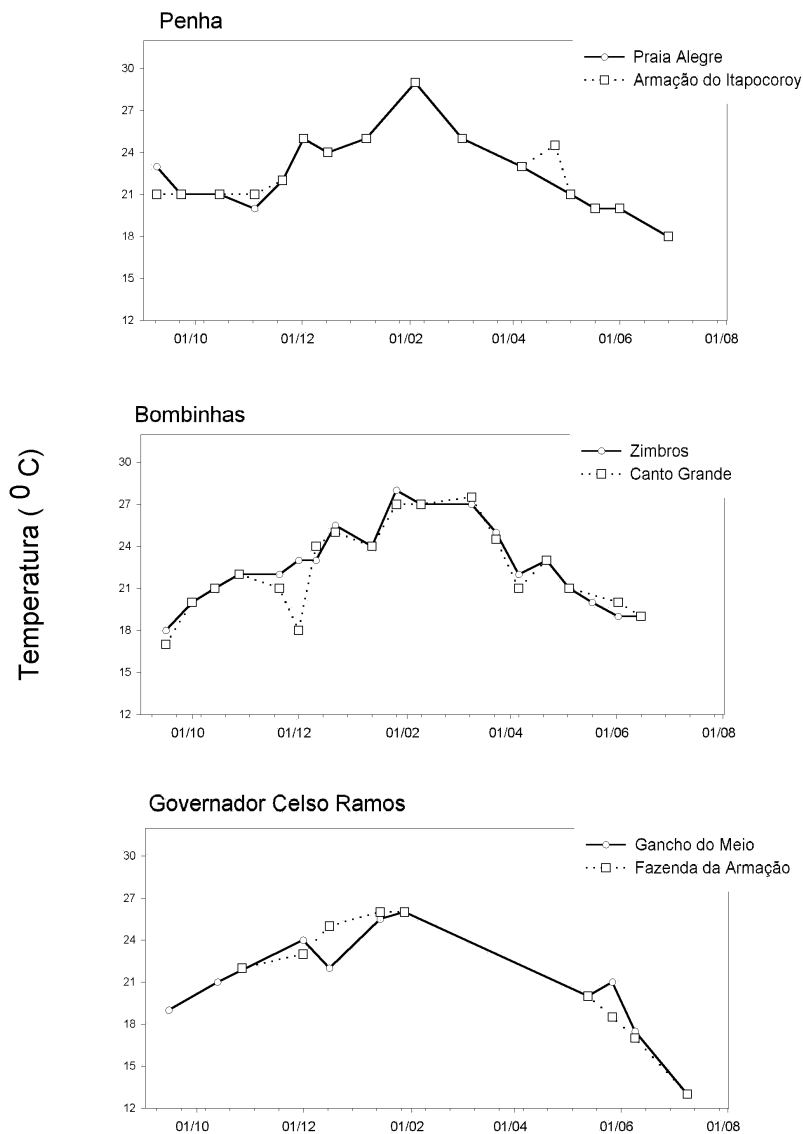 Penha
Praia Alegre
Armação do Itapocoroy
30
27
24
21
18
15
12
01/10 01/12 01/02 01/04 01/06 01/08
Bombinhas
Zimbros
Canto Grande
30
27
24
21
18
15
12
01/10 01/12 01/02 01/04 01/06 01/08
Temperatura ( 0 C)
Governador Celso Ramos
Gancho do Meio
Fazenda da Armação
30
27
24
21
18
15
12
01/10 01/12 01/02 01/04 01/06 01/08